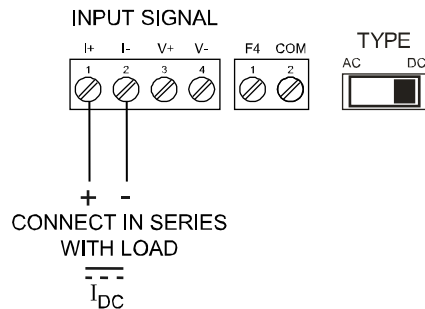 INPUT SIGNAL
I+ I- V+ V- F4 COM
1 2 3 4 1 2
TYPE
AC DC
+ -
CONNECT IN SERIES
WITH LOAD
IDC